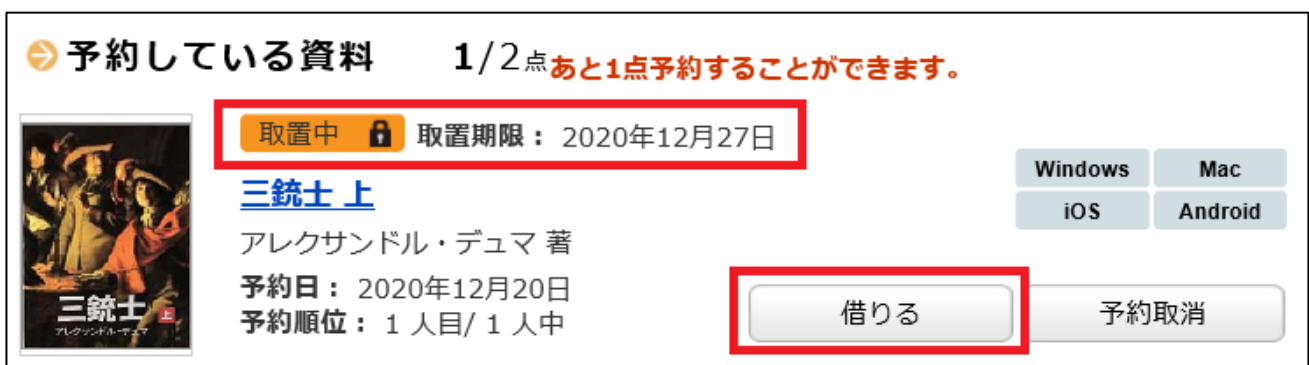 予約している資料 1/2点あと1点予約することができます。
取置中 取置期限： 2020年12月27日
三銃士 上
アレクサンドル・デュマ 著
予約日： 2020年12月20日
予約順位： 1 人目/ 1 人中
三銃士 上
アレクサンドル・デュマ
Windows Mac
iOS Android
借りる 予約取消